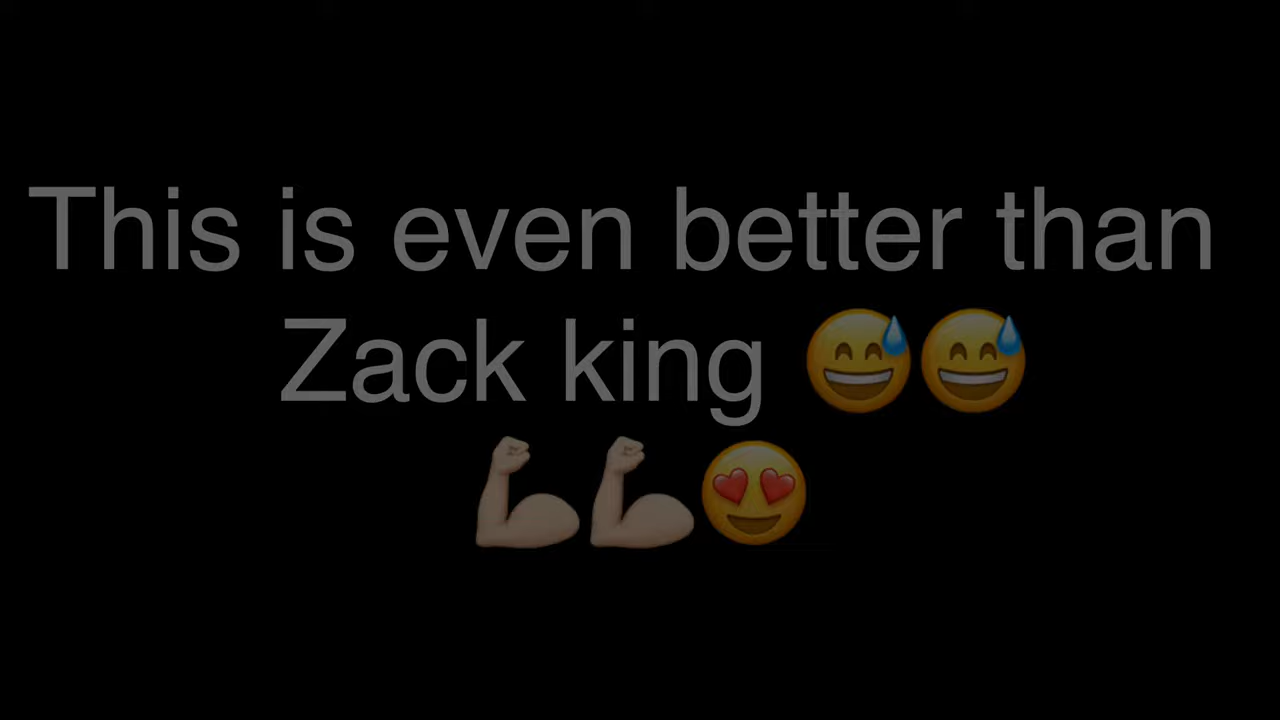 This is even better than
Zack king 😅😅
💪🏻💪🏻😍